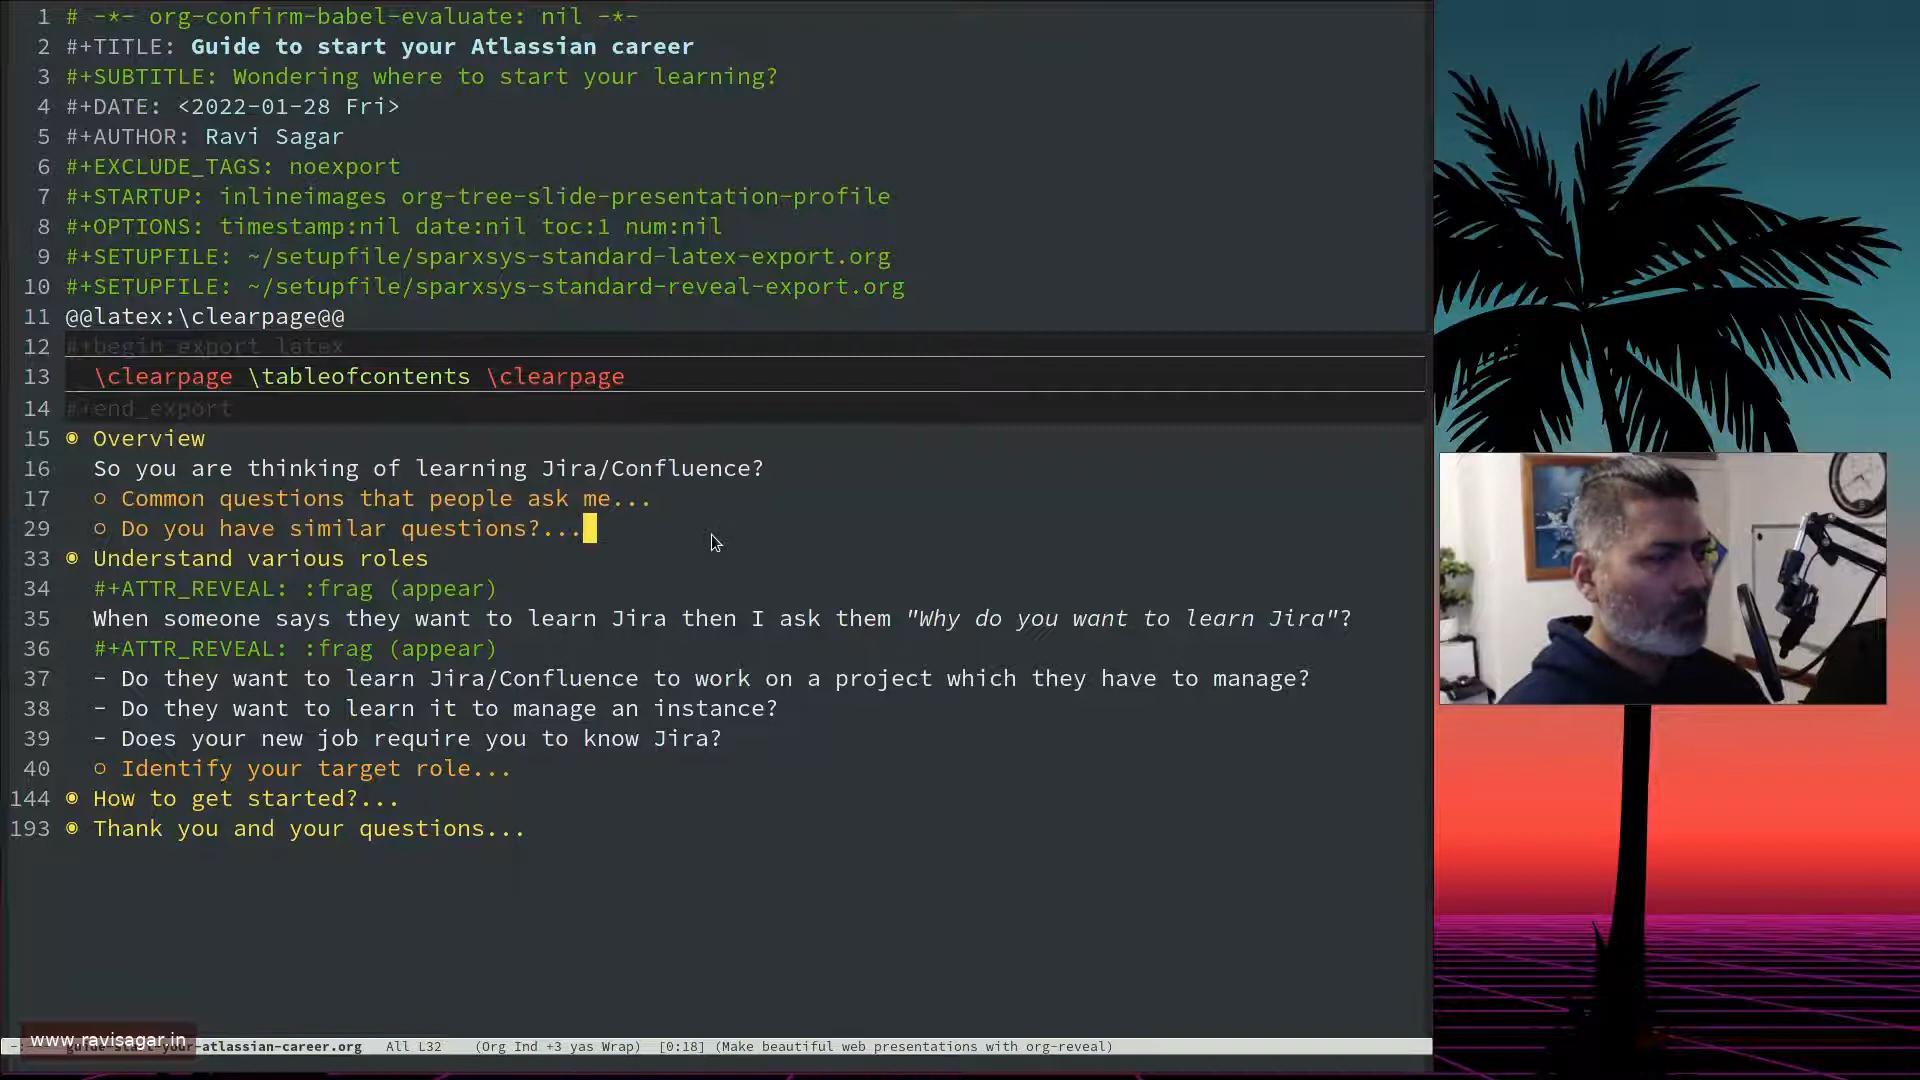 1 # -*- org-confirm-babel-evaluate: nil -*-
2 #+TITLE: Guide to start your Atlassian career
3 #+SUBTITLE: Wondering where to start your learning?
4 #+DATE: <2022-01-28 Fri>
5 #+AUTHOR: Ravi Sagar
6 #+EXCLUDE_TAGS: noexport
7 #+STARTUP: inlineimages org-tree-slide-presentation-profile
8 #+OPTIONS: timestamp:nil date:nil toc:1 num:nil
9 #+SETUPFILE: ~/setupfile/sparxsys-standard-latex-export.org
10 #+SETUPFILE: ~/setupfile/sparxsys-standard-reveal-export.org
11 @@latex:\clearpage@@
12 #+begin_export latex
13 \clearpage \tableofcontents \clearpage
14 #+end_export
15 ◉ Overview
16 So you are thinking of learning Jira/Confluence?
17 ○ Common questions that people ask me...
29 ○ Do you have similar questions?...
33 ◉ Understand various roles
34 #+ATTR_REVEAL: :frag (appear)
35 When someone says they want to learn Jira then I ask them "Why do you want to learn Jira"?
36 #+ATTR_REVEAL: :frag (appear)
37 - Do they want to learn Jira/Confluence to work on a project which they have to manage?
38 - Do they want to learn it to manage an instance?
39 - Does your new job require you to know Jira?
40 ○ Identify your target role...
144 ◉ How to get started?...
193 ◉ Thank you and your questions...
www.ravisagar.in
-atlassian-career.org All L32 (Org Ind +3 yas Wrap) [0:18] (Make beautiful web presentations with org-reveal)